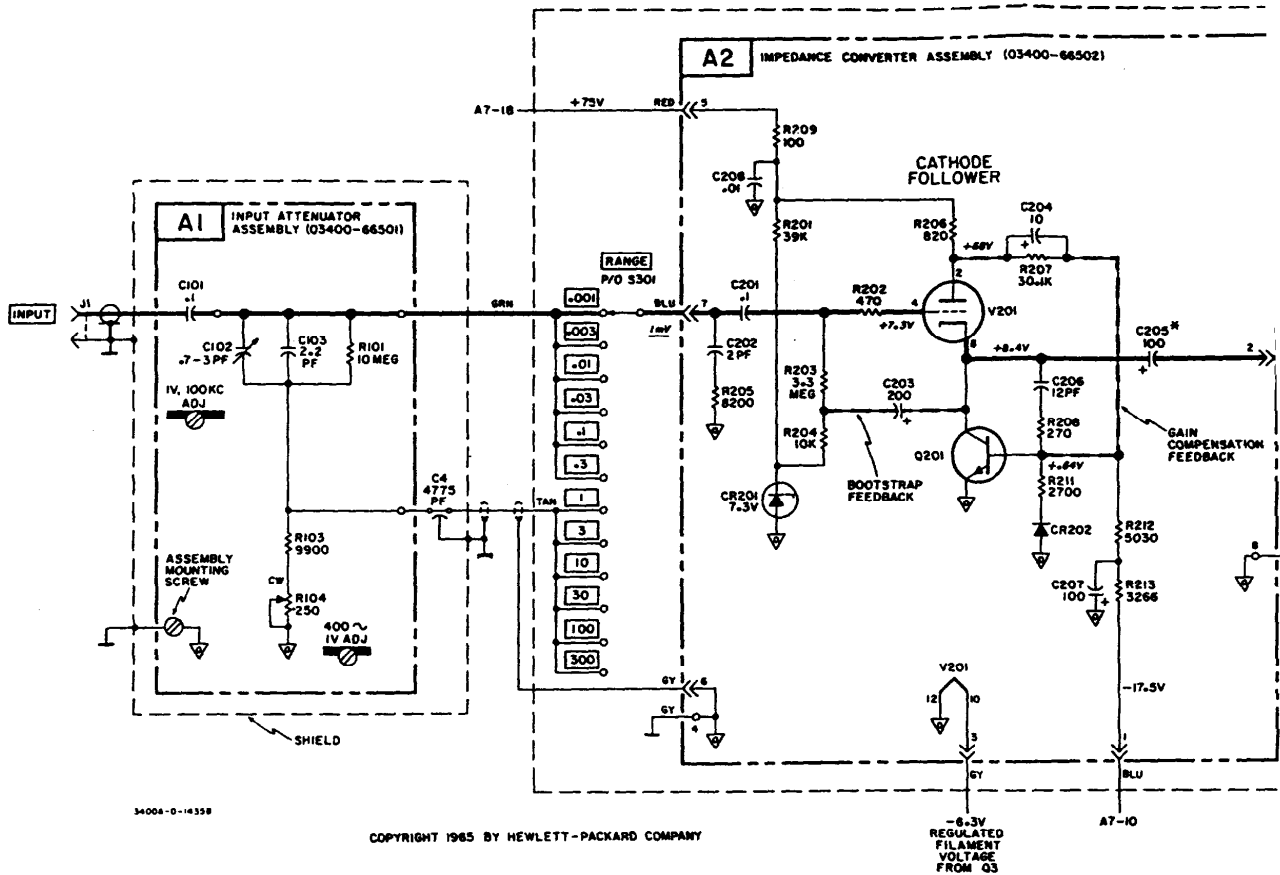 A2 IMPEDANCE CONVERTER ASSEMBLY (03400-66502)
A7-18
+75V
RED
5
R209
100
CATHODE
FOLLOWER
C208
.01
A
R201
39K
R206
820
C204
10
+
+68V
R207
30.1K
A1
INPUT ATTENUATOR
ASSEMBLY (03400-66501)
RANGE
P/O S301
INPUT
J1
C101
.1
GRN
.001
BLU
7
1mV
C201
.1
R202
470
+7.3V
4
2
8
V201
+8.4V
C205*
100
+
2
C102
.7-3 PF
C103
2.2
PF
R101
10 MEG
.003
.01
.03
.1
.3
1
3
10
30
100
300
C202
2 PF
R205
8200
A
R203
3.3
MEG
C203
200
+
R204
10K
C206
12PF
R208
270
GAIN
COMPENSATION
FEEDBACK
1V, 100KC
ADJ
C4
4775
PF
TAN
BOOTSTRAP
FEEDBACK
Q201
A
+.64V
CR201
7.3V
A
R211
2700
CR202
A
R212
5030
C207
100
+
A
R213
3266
8
A
R103
9900
CW
R104
250
A
400~
1V ADJ
ASSEMBLY
MOUNTING
SCREW
A
GY
6
GY
4
A
V201
12
10
A
-17.5V
3
GY
1
BLU
SHIELD
3400A-D-1435B
COPYRIGHT 1965 BY HEWLETT-PACKARD COMPANY
-6.3V
REGULATED
FILAMENT
VOLTAGE
FROM Q3
A7-10